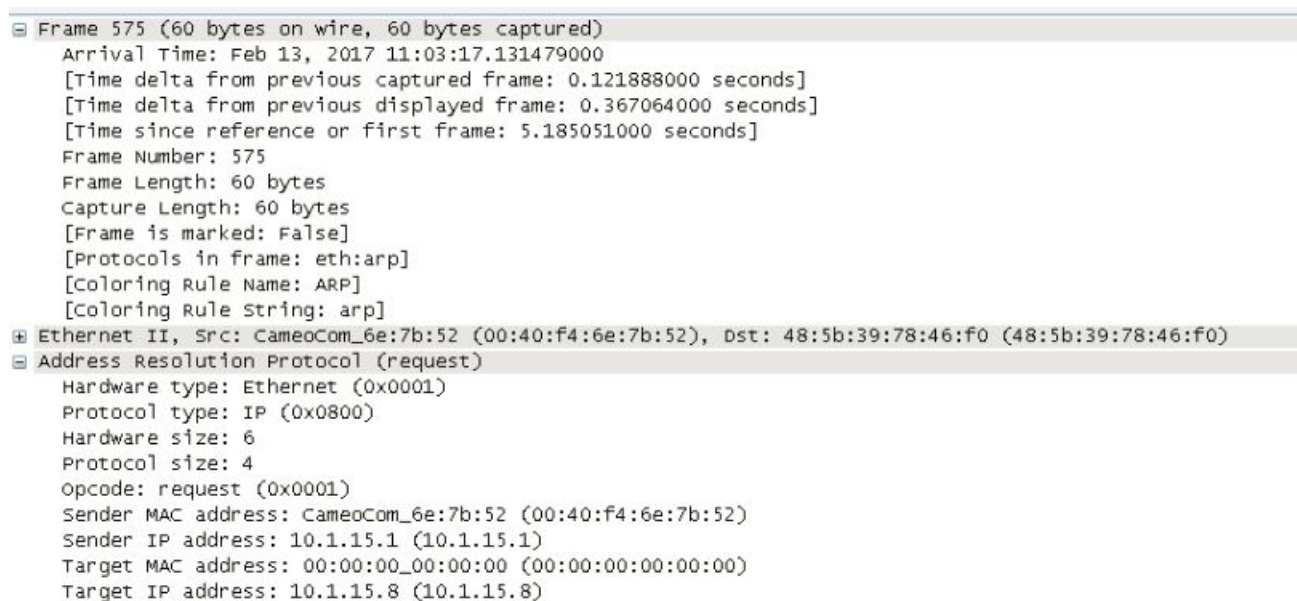 Frame 575 (60 bytes on wire, 60 bytes captured)
Arrival Time: Feb 13, 2017 11:03:17.131479000
[Time delta from previous captured frame: 0.121888000 seconds]
[Time delta from previous displayed frame: 0.367064000 seconds]
[Time since reference or first frame: 5.185051000 seconds]
Frame Number: 575
Frame Length: 60 bytes
Capture Length: 60 bytes
[Frame is marked: False]
[Protocols in frame: eth:arp]
[Coloring Rule Name: ARP]
[Coloring Rule String: arp]
Ethernet II, Src: CameoCom_6e:7b:52 (00:40:f4:6e:7b:52), Dst: 48:5b:39:78:46:f0 (48:5b:39:78:46:f0)
Address Resolution Protocol (request)
Hardware type: Ethernet (0x0001)
Protocol type: IP (0x0800)
Hardware size: 6
Protocol size: 4
Opcode: request (0x0001)
Sender MAC address: CameoCom_6e:7b:52 (00:40:f4:6e:7b:52)
Sender IP address: 10.1.15.1 (10.1.15.1)
Target MAC address: 00:00:00_00:00:00 (00:00:00:00:00:00)
Target IP address: 10.1.15.8 (10.1.15.8)